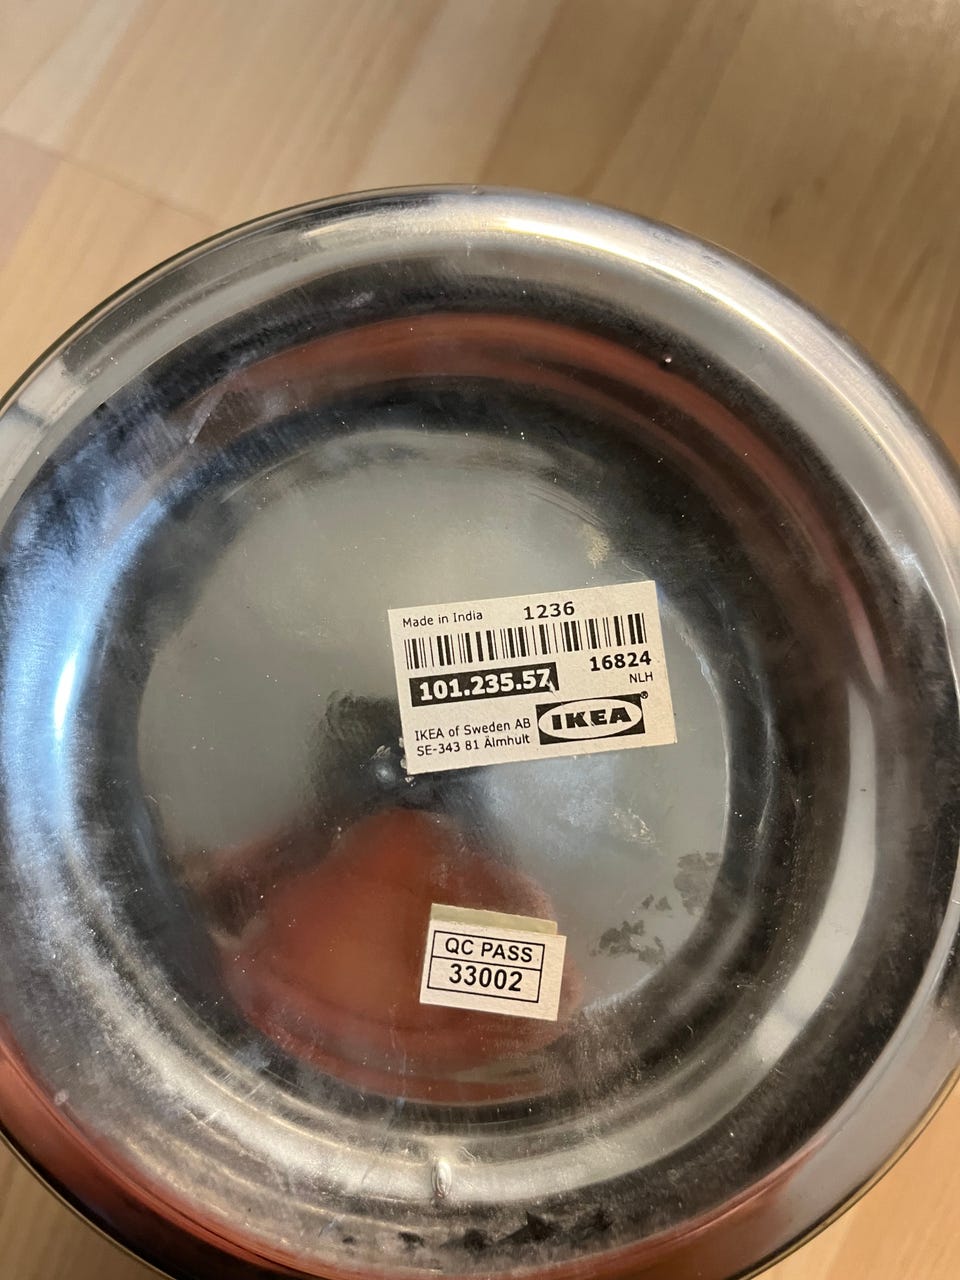 Made in India 1236
16824
101.235.57
NLH
IKEA of Sweden AB
SE-343 81 Älmhult
IKEA®
QC PASS
33002